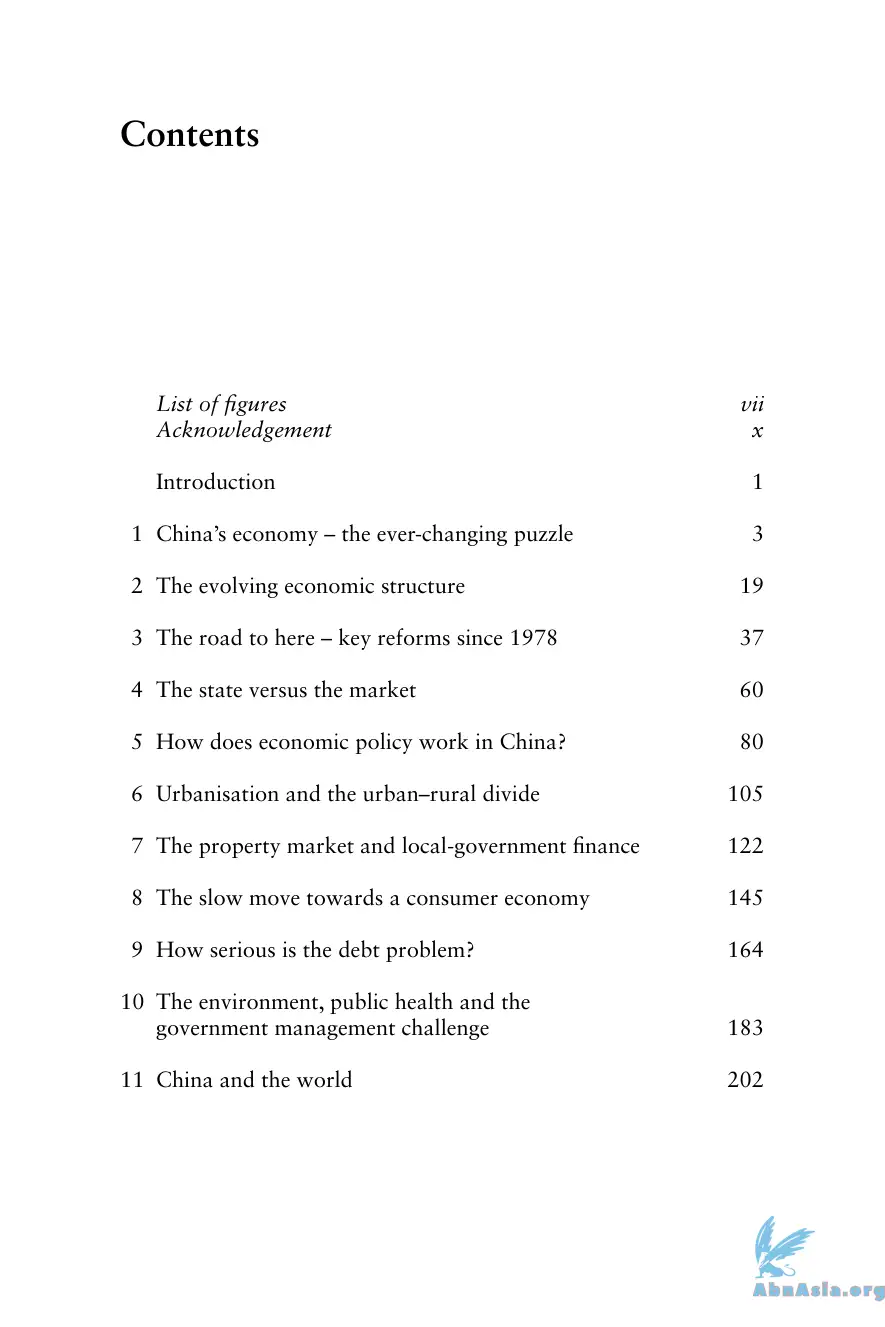 Contents
List of figures vii
Acknowledgement x
Introduction 1
1 China’s economy – the ever-changing puzzle 3
2 The evolving economic structure 19
3 The road to here – key reforms since 1978 37
4 The state versus the market 60
5 How does economic policy work in China? 80
6 Urbanisation and the urban–rural divide 105
7 The property market and local-government finance 122
8 The slow move towards a consumer economy 145
9 How serious is the debt problem? 164
10 The environment, public health and the
government management challenge 183
11 China and the world 202
AbnAsia.org